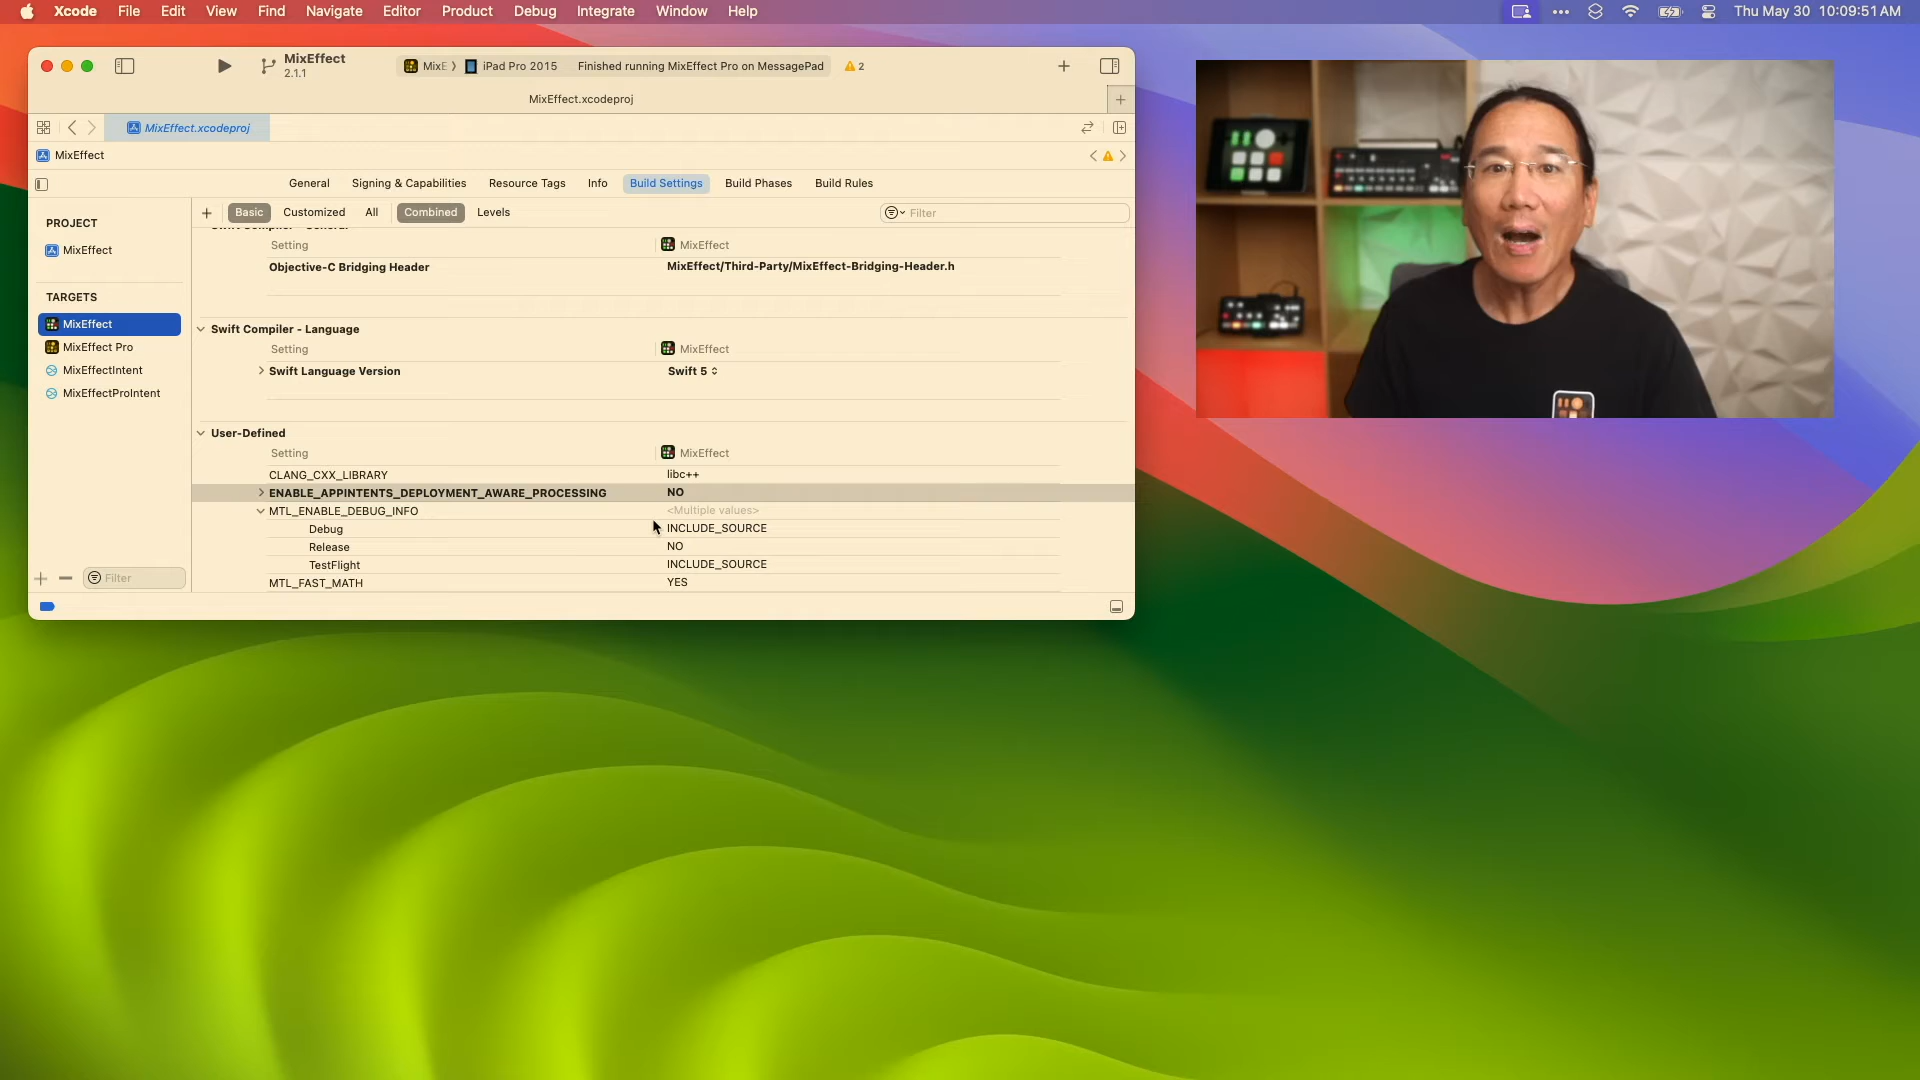 Xcode File Edit View Find Navigate Editor Product Debug Integrate Window Help Thu May 30 10:09:51 AM
MixEffect
2.1.1
MixE iPad Pro 2015 Finished running MixEffect Pro on MessagePad 2
MixEffect.xcodeproj
MixEffect.xcodeproj
MixEffect
General Signing & Capabilities Resource Tags Info Build Settings Build Phases Build Rules
Basic Customized All Combined Levels Filter
PROJECT
MixEffect
TARGETS
MixEffect
MixEffect Pro
MixEffectIntent
MixEffectProIntent
Filter
Swift Compiler - General
Setting MixEffect
Objective-C Bridging Header MixEffect/Third-Party/MixEffect-Bridging-Header.h
Swift Compiler - Language
Setting MixEffect
Swift Language Version Swift 5
User-Defined
Setting MixEffect
CLANG_CXX_LIBRARY libc++
ENABLE_APPINTENTS_DEPLOYMENT_AWARE_PROCESSING NO
MTL_ENABLE_DEBUG_INFO <Multiple values>
Debug INCLUDE_SOURCE
Release NO
TestFlight INCLUDE_SOURCE
MTL_FAST_MATH YES